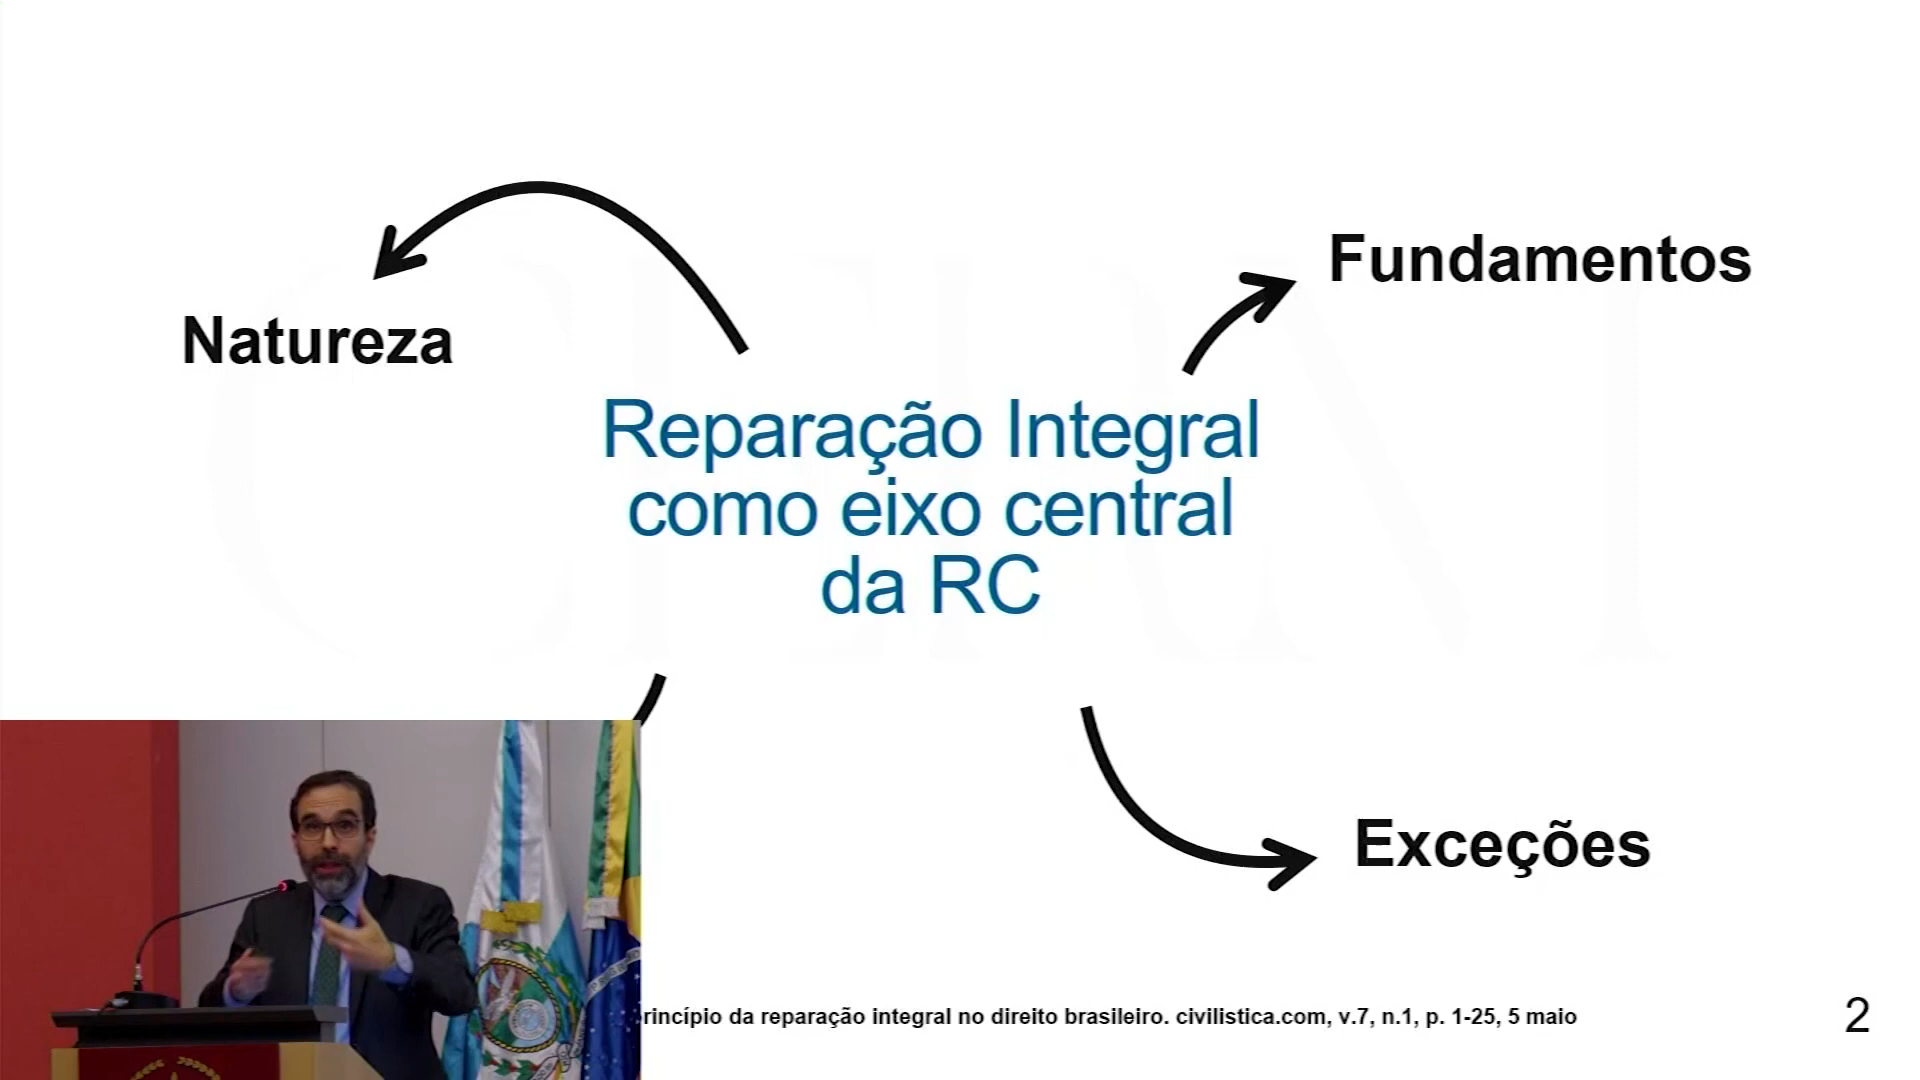 Fundamentos
Natureza
Reparação Integral
como eixo central
da RC
Exceções
rincípio da reparação integral no direito brasileiro. civilistica.com, v.7, n.1, p. 1-25, 5 maio
2